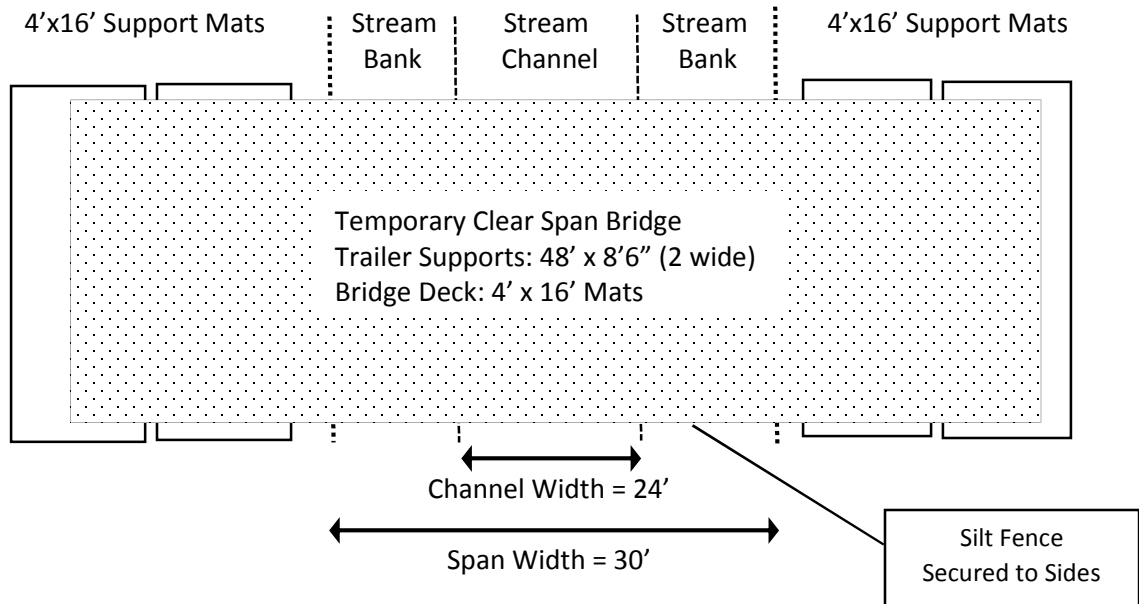 4’x16’ Support Mats
Stream
Bank
Stream
Channel
Stream
Bank
4’x16’ Support Mats
Temporary Clear Span Bridge
Trailer Supports: 48’ x 8’6” (2 wide)
Bridge Deck: 4’ x 16’ Mats
Channel Width = 24’
Span Width = 30’
Silt Fence
Secured to Sides